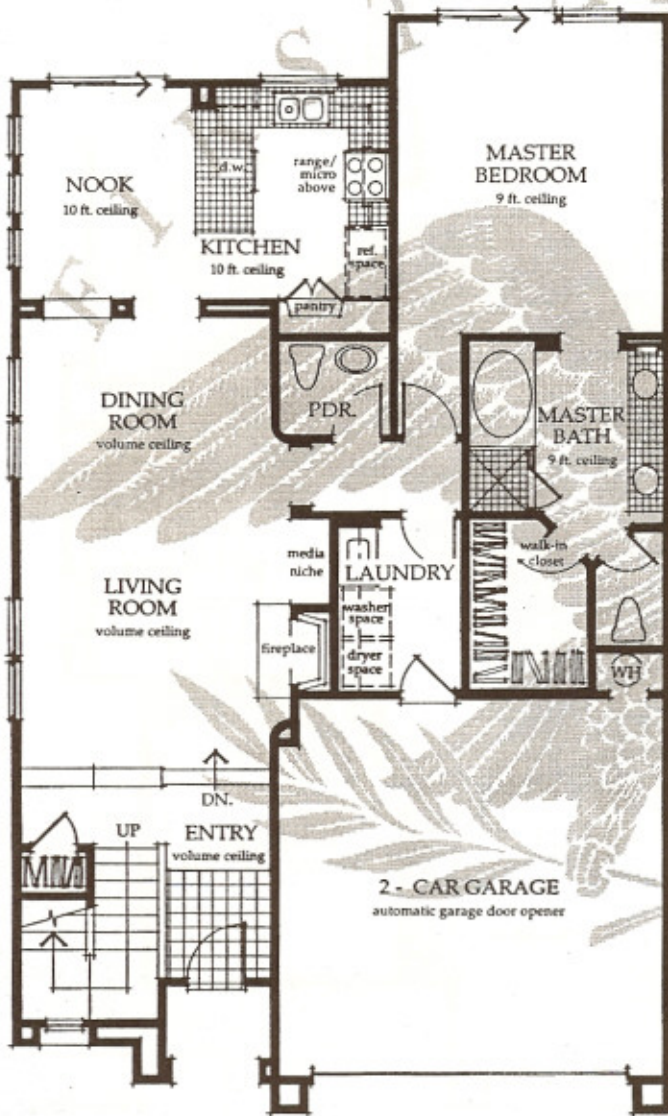 MASTER
BEDROOM
9 ft. ceiling
NOOK
10 ft. ceiling
d.w.
range/
micro
above
KITCHEN
10 ft. ceiling
ref.
space
pantry
DINING
ROOM
volume ceiling
PDR.
MASTER
BATH
9 ft. ceiling
media
niche
LAUNDRY
walk-in
closet
LIVING
ROOM
volume ceiling
washer
space
fireplace
dryer
space
WH
DN.
UP
ENTRY
volume ceiling
2 - CAR GARAGE
automatic garage door opener